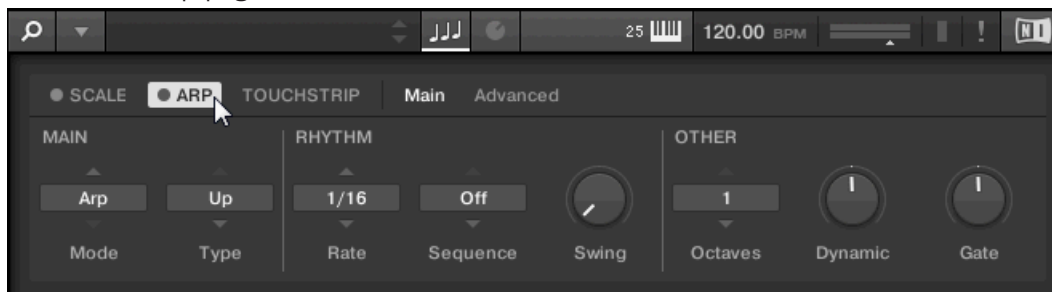 25 120.00 BPM ! NI
SCALE ARP TOUCHSTRIP Main Advanced
MAIN RHYTHM OTHER
Arp Up 1/16 Off 1
Mode Type Rate Sequence Swing Octaves Dynamic Gate